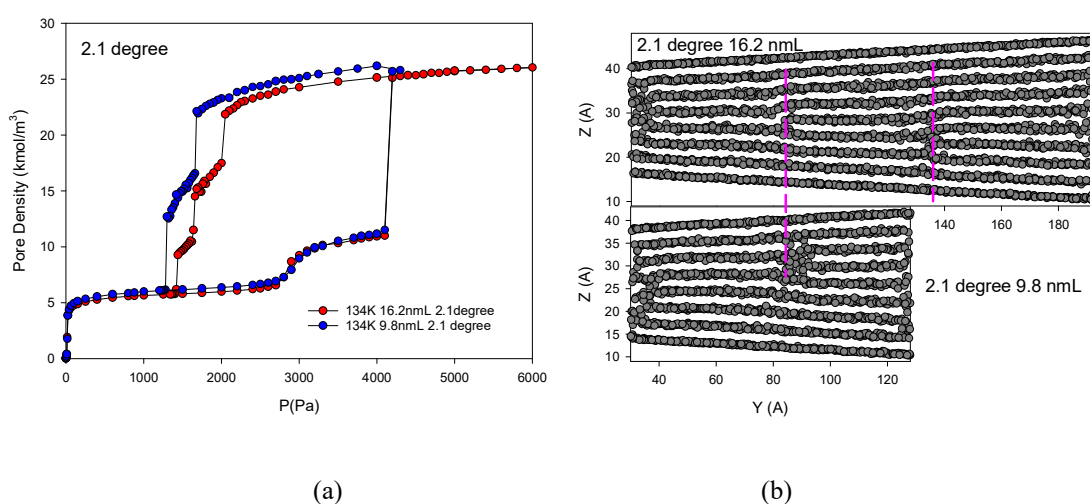 2.1 degree
Pore Density (kmol/m³)
30
25
20
15
10
5
0
134K 16.2nmL 2.1degree
134K 9.8nmL 2.1 degree
0 1000 2000 3000 4000 5000 6000
P(Pa)
(a)
2.1 degree 16.2 nmL
Z (A)
40
30
20
10
140 160 180
Z (A)
40
35
30
25
20
15
10
2.1 degree 9.8 nmL
40 60 80 100 120
Y (A)
(b)